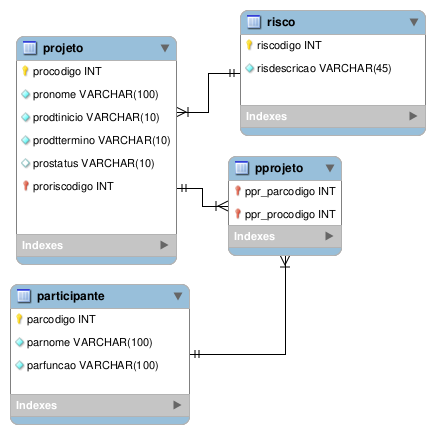 projeto
procodigo INT
pronome VARCHAR(100)
prodtinicio VARCHAR(10)
prodttermino VARCHAR(10)
prostatus VARCHAR(10)
proriscodigo INT
Indexes
risco
riscodigo INT
risdescricao VARCHAR(45)
Indexes
pprojeto
ppr_parcodigo INT
ppr_procodigo INT
Indexes
participante
parcodigo INT
parnome VARCHAR(100)
parfuncao VARCHAR(100)
Indexes